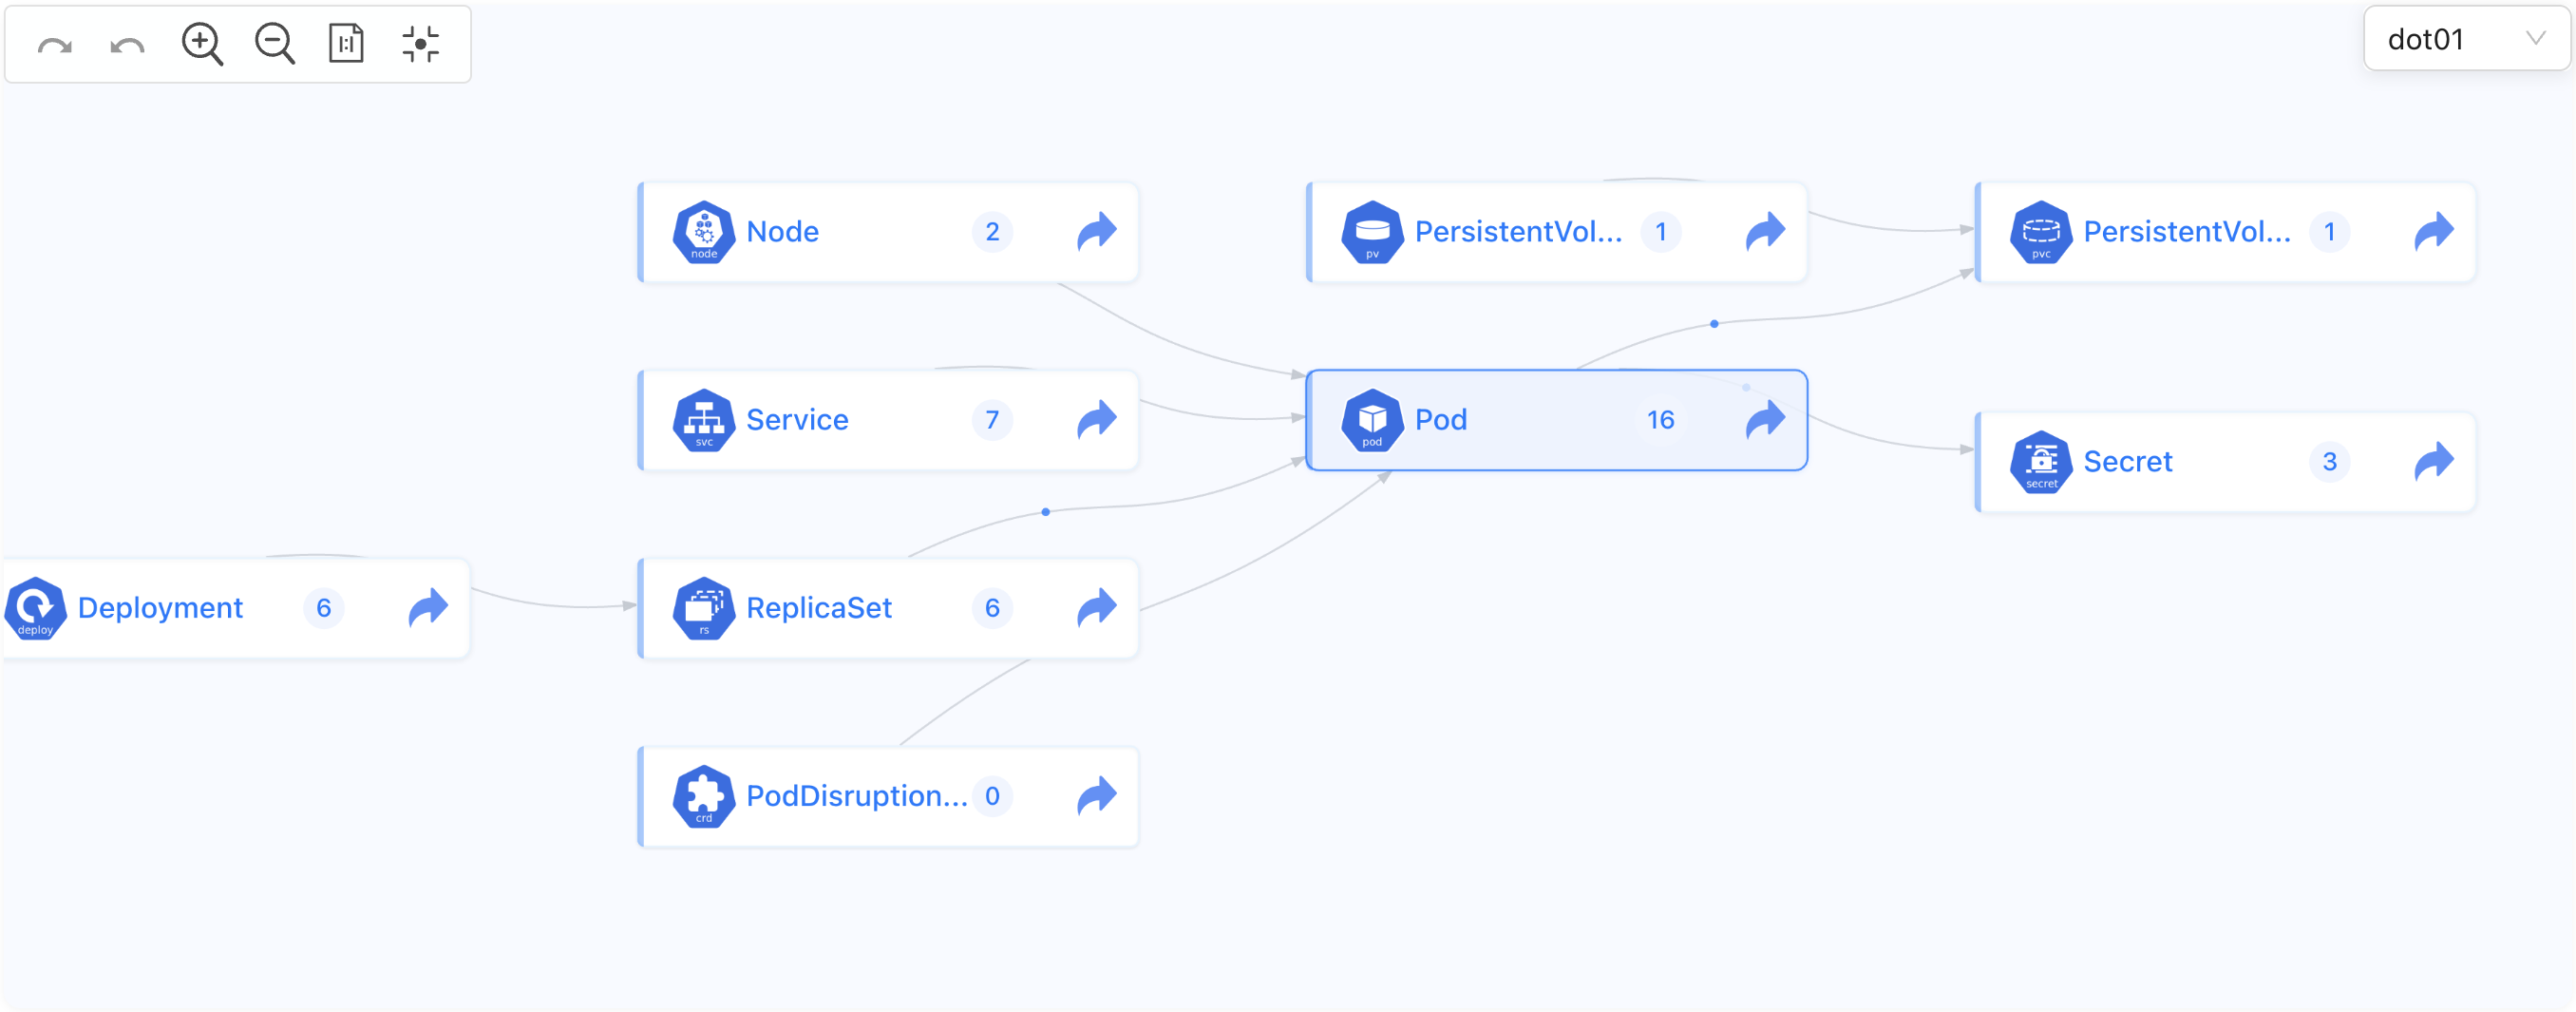 dot01
node
Node
2
pv
PersistentVol...
1
pvc
PersistentVol...
1
svc
Service
7
pod
Pod
16
secret
Secret
3
deploy
Deployment
6
rs
ReplicaSet
6
crd
PodDisruption...
0